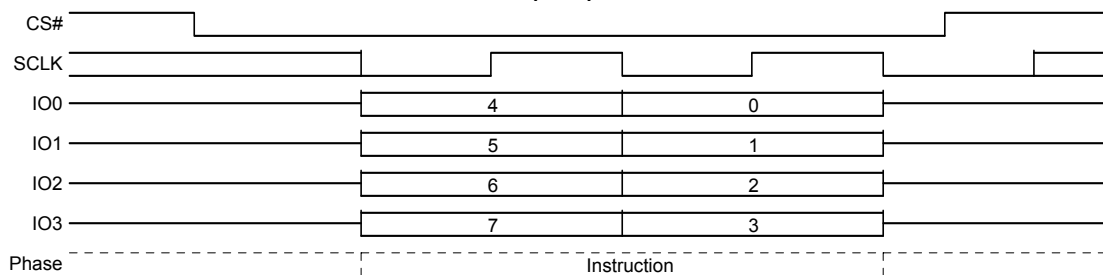 CS#
SCLK
IO0 4 0
IO1 5 1
IO2 6 2
IO3 7 3
Phase Instruction